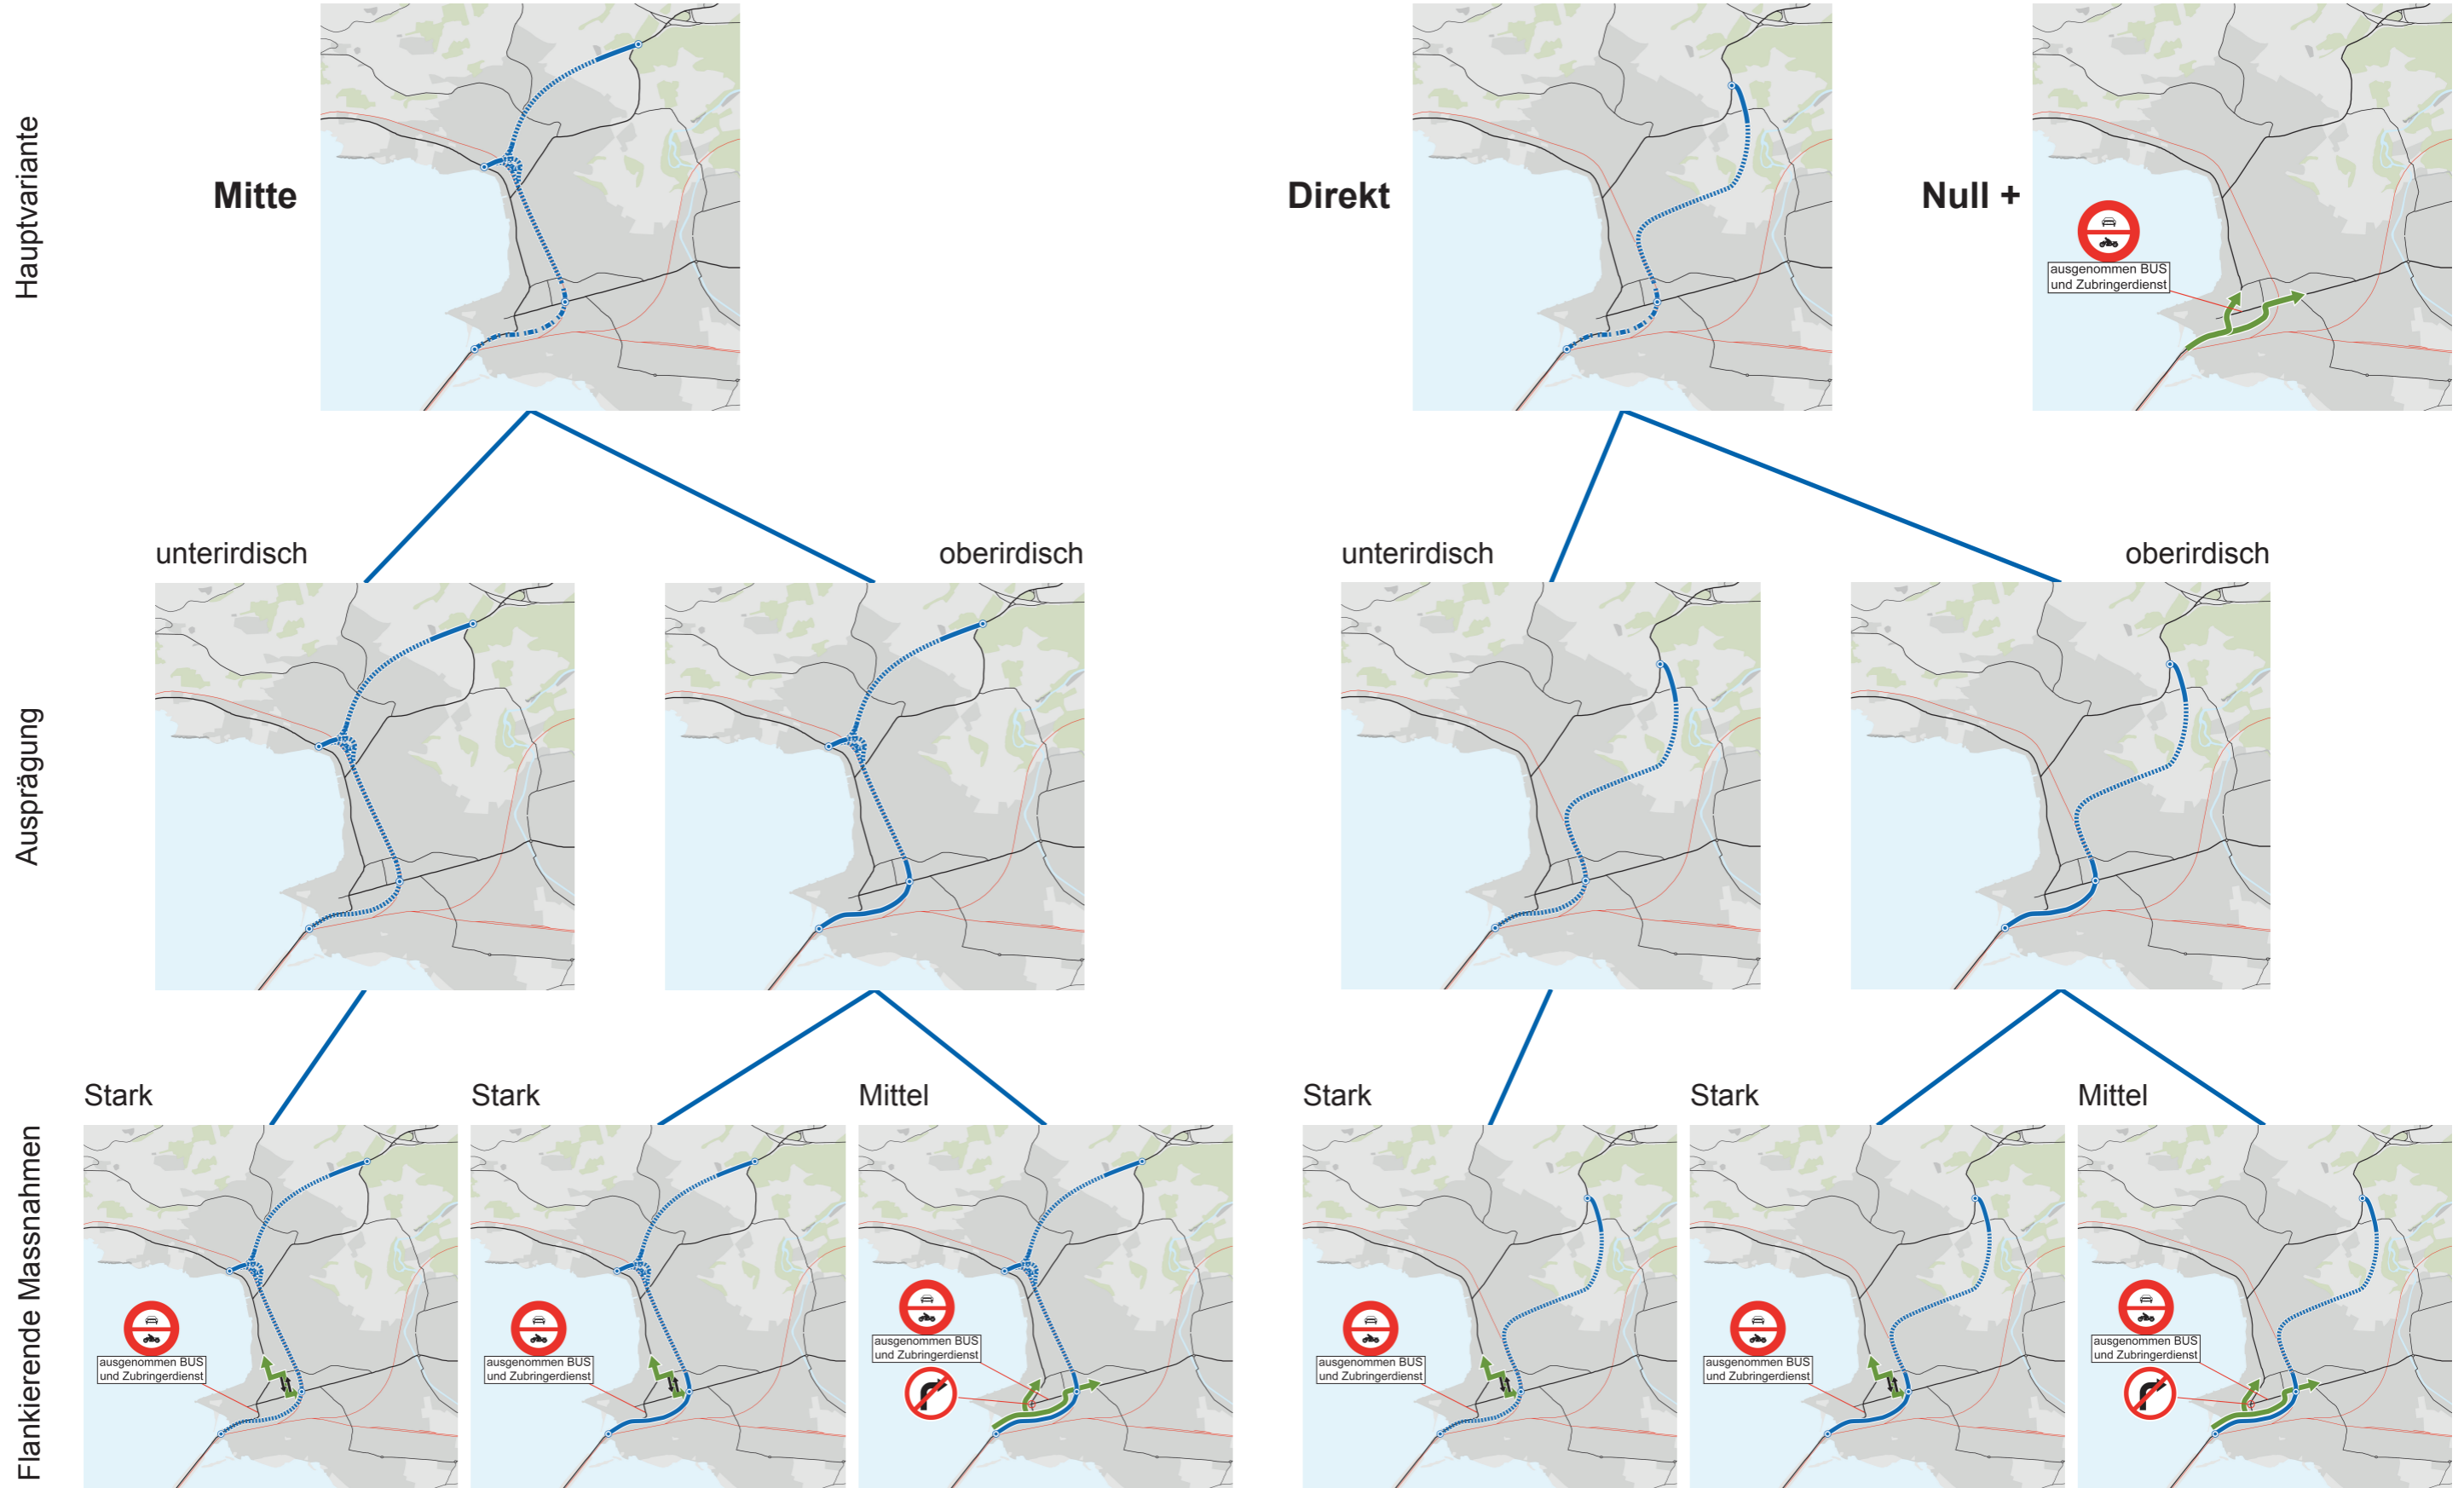 Hauptvariante
Mitte
Direkt
Null +
ausgenommen BUS
und Zubringerdienst
Ausprägung
unterirdisch
oberirdisch
unterirdisch
oberirdisch
Flankierende Massnahmen
Stark
Stark
Mittel
Stark
Stark
Mittel
ausgenommen BUS
und Zubringerdienst
ausgenommen BUS
und Zubringerdienst
ausgenommen BUS
und Zubringerdienst
ausgenommen BUS
und Zubringerdienst
ausgenommen BUS
und Zubringerdienst
ausgenommen BUS
und Zubringerdienst